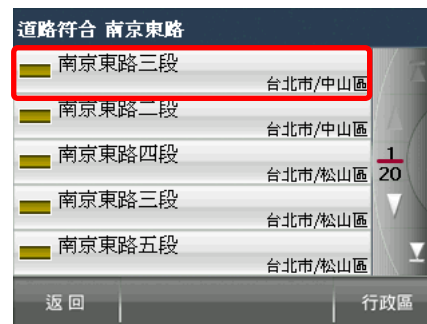 道路符合 南京東路
南京東路三段
台北市/中山區
南京東路二段
台北市/中山區
南京東路四段
台北市/松山區
1
20
南京東路三段
台北市/松山區
南京東路五段
台北市/松山區
返回
行政區